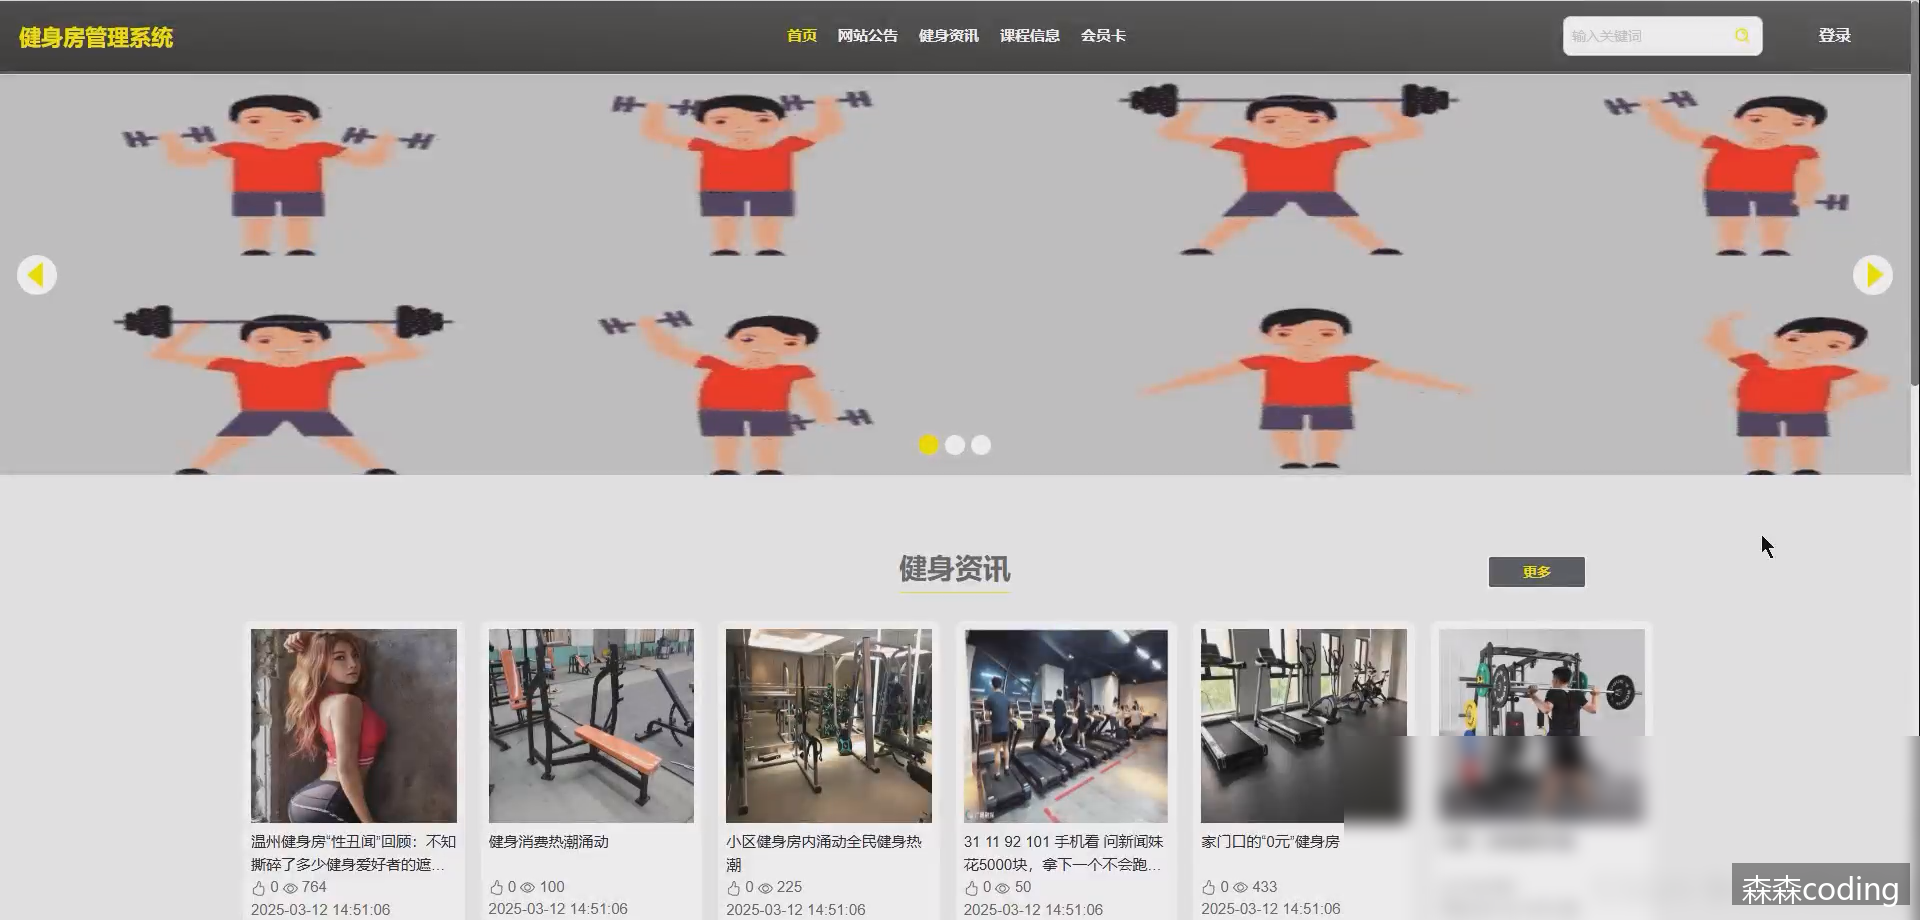 健身房管理系统
首页 网站公告 健身资讯 课程信息 会员卡
输入关键词
登录
健身资讯
更多
温州健身房“性丑闻”回顾：不知
撕碎了多少健身爱好者的遮...
0 764
2025-03-12 14:51:06
健身消费热潮涌动
0 100
2025-03-12 14:51:06
小区健身房内涌动全民健身热
潮
0 225
2025-03-12 14:51:06
31 11 92 101 手机看 问新闻妹
花5000块，拿下一个不会跑...
0 50
2025-03-12 14:51:06
家门口的“0元”健身房
0 433
2025-03-12 14:51:06
森森coding